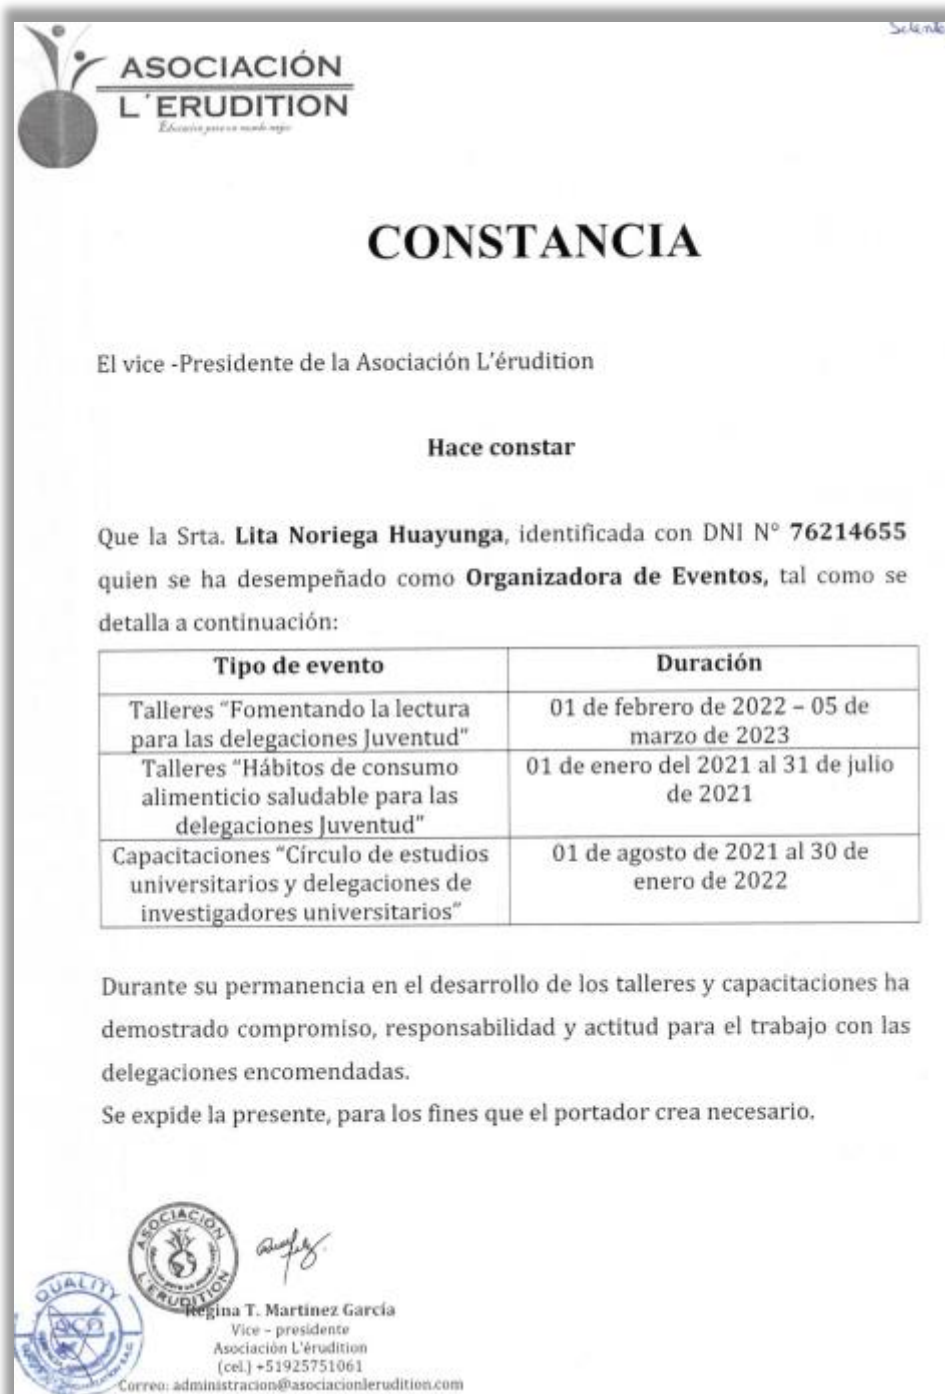 ASOCIACIÓN
L´ERUDITION
CONSTANCIA
El vice -Presidente de la Asociación L'érudition
Hace constar
Que la Srta. Lita Noriega Huayunga, identificada con DNI N° 76214655
quien se ha desempeñado como Organizadora de Eventos, tal como se
detalla a continuación:
Tipo de evento
Duración
Talleres "Fomentando la lectura
para las delegaciones Juventud"
01 de febrero de 2022 – 05 de
marzo de 2023
Talleres "Hábitos de consumo
alimenticio saludable para las
delegaciones Juventud"
01 de enero del 2021 al 31 de julio
de 2021
Capacitaciones "Círculo de estudios
universitarios y delegaciones de
investigadores universitarios"
01 de agosto de 2021 al 30 de
enero de 2022
Durante su permanencia en el desarrollo de los talleres y capacitaciones ha
demostrado compromiso, responsabilidad y actitud para el trabajo con las
delegaciones encomendadas.
Se expide la presente, para los fines que el portador crea necesario.
ASOCIACIÓN
L'ERUDITION
QUALITY
Regina T. Martínez García
Vice – presidente
Asociación L'érudition
(cel.) +51925751061
Correo: administracion@asociacionlerudition.com